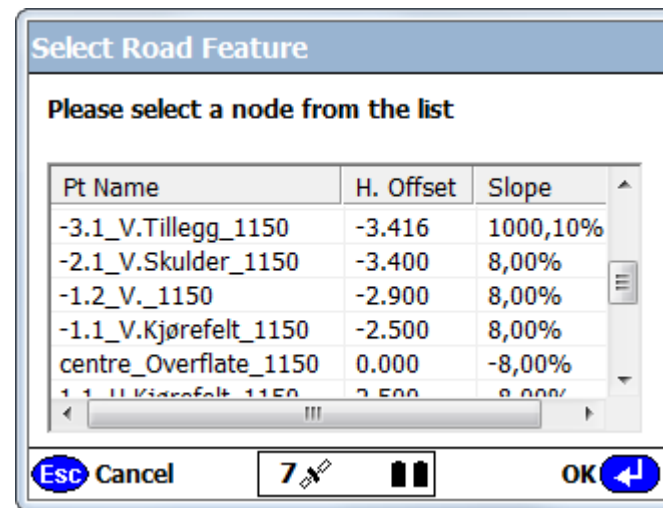 Select Road Feature
Please select a node from the list
Pt Name H. Offset Slope
-3.1_V.Tillegg_1150 -3.416 1000,10%
-2.1_V.Skulder_1150 -3.400 8,00%
-1.2_V._1150 -2.900 8,00%
-1.1_V.Kjørefelt_1150 -2.500 8,00%
centre_Overflate_1150 0.000 -8,00%
Esc Cancel 7 OK